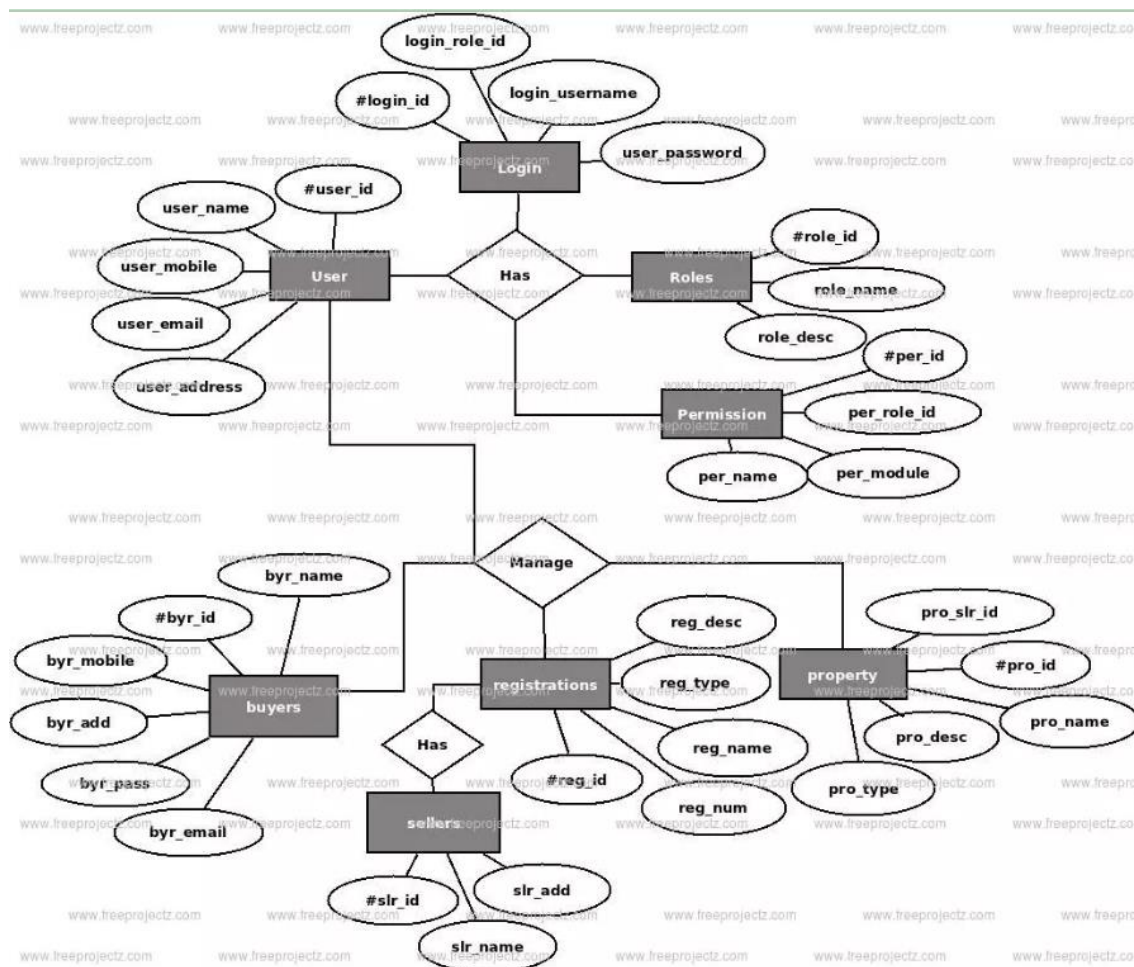 www.freeprojectz.com
login_role_id
#login_id
login_username
user_password
Login
#user_id
user_name
user_mobile
user_email
user_address
User
Has
Roles
#role_id
role_name
role_desc
#per_id
Permission
per_role_id
per_name
per_module
Manage
byr_name
#byr_id
byr_mobile
byr_add
byr_pass
byr_email
buyers
registrations
reg_desc
reg_type
reg_name
reg_num
#reg_id
property
pro_slr_id
#pro_id
pro_name
pro_desc
pro_type
Has
sellers
#slr_id
slr_name
slr_add